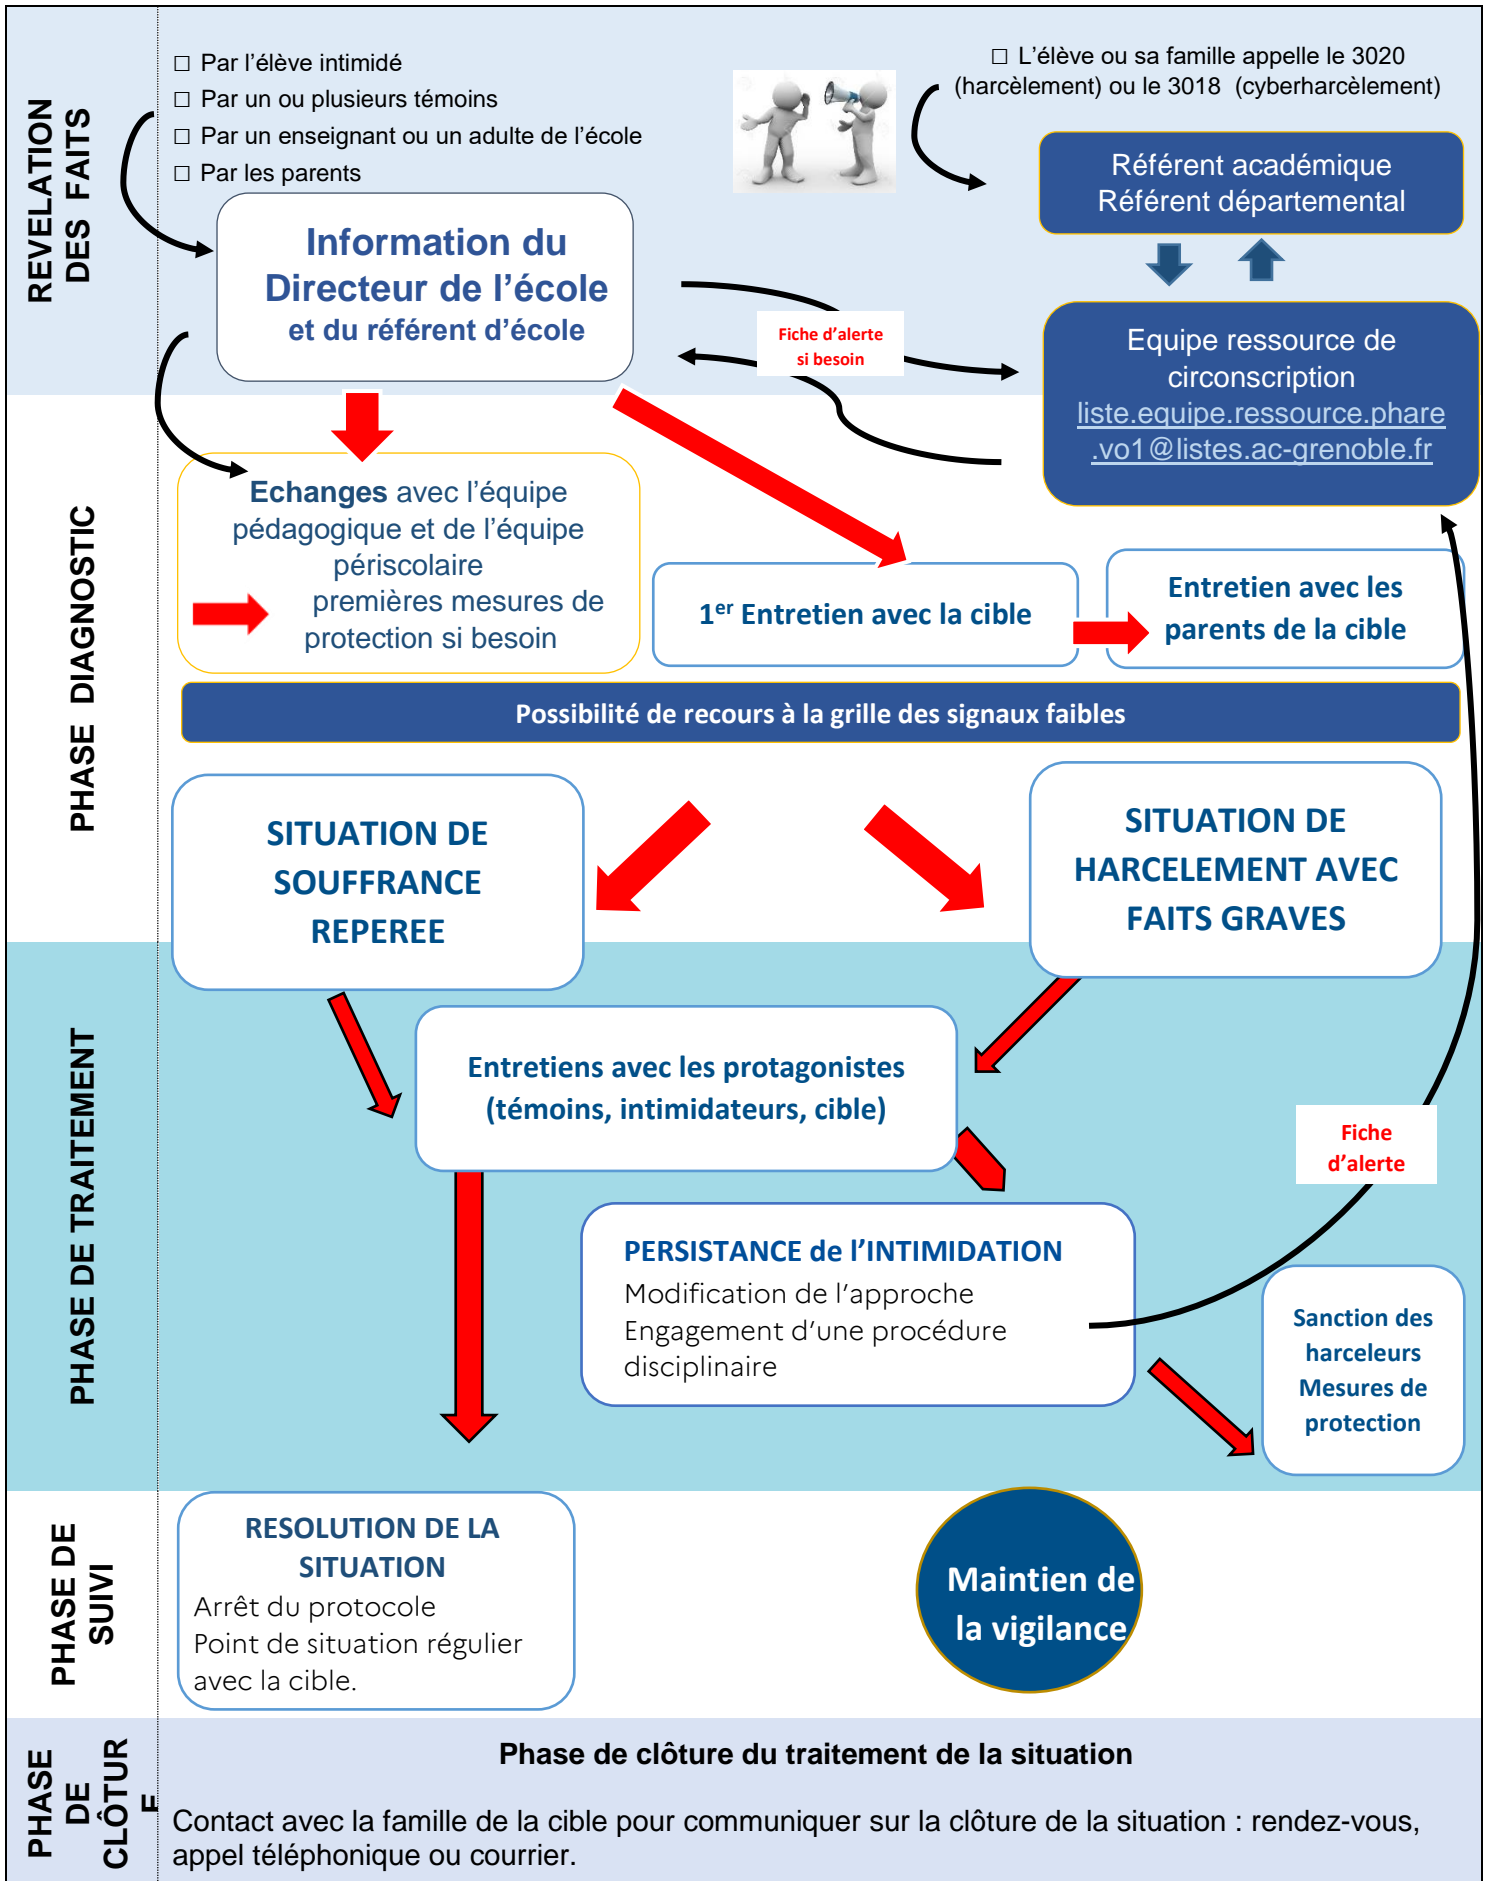 REVELATION
DES FAITS
□ Par l’élève intimidé
□ Par un ou plusieurs témoins
□ Par un enseignant ou un adulte de l’école
□ Par les parents
□ L’élève ou sa famille appelle le 3020
(harcèlement) ou le 3018 (cyberharcèlement)
Référent académique
Référent départemental
Information du
Directeur de l’école
et du référent d’école
Fiche d’alerte
si besoin
Equipe ressource de
circonscription
liste.equipe.ressource.phare
.vo1@listes.ac-grenoble.fr
PHASE DIAGNOSTIC
Echanges avec l’équipe
pédagogique et de l’équipe
périscolaire
premières mesures de
protection si besoin
1er Entretien avec la cible
Entretien avec les
parents de la cible
Possibilité de recours à la grille des signaux faibles
SITUATION DE
SOUFFRANCE
REPEREE
SITUATION DE
HARCELEMENT AVEC
FAITS GRAVES
PHASE DE TRAITEMENT
Entretiens avec les protagonistes
(témoins, intimidateurs, cible)
Fiche
d’alerte
PERSISTANCE de l’INTIMIDATION
Modification de l’approche
Engagement d’une procédure
disciplinaire
Sanction des
harceleurs
Mesures de
protection
PHASE DE
SUIVI
RESOLUTION DE LA
SITUATION
Arrêt du protocole
Point de situation régulier
avec la cible.
Maintien de
la vigilance
PHASE
DE
CLÔTUR
E
Phase de clôture du traitement de la situation
Contact avec la famille de la cible pour communiquer sur la clôture de la situation : rendez-vous,
appel téléphonique ou courrier.